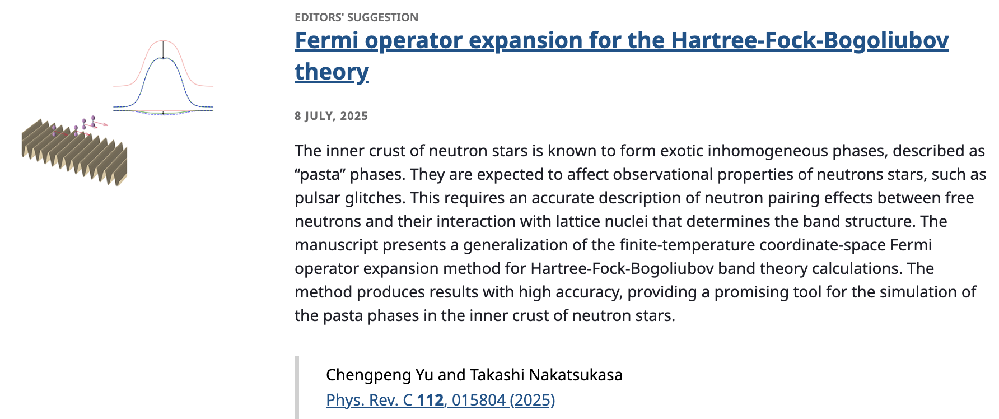 EDITORS' SUGGESTION
Fermi operator expansion for the Hartree-Fock-Bogoliubov
theory
8 JULY, 2025
The inner crust of neutron stars is known to form exotic inhomogeneous phases, described as
“pasta” phases. They are expected to affect observational properties of neutrons stars, such as
pulsar glitches. This requires an accurate description of neutron pairing effects between free
neutrons and their interaction with lattice nuclei that determines the band structure. The
manuscript presents a generalization of the finite-temperature coordinate-space Fermi
operator expansion method for Hartree-Fock-Bogoliubov band theory calculations. The
method produces results with high accuracy, providing a promising tool for the simulation of
the pasta phases in the inner crust of neutron stars.
Chengpeng Yu and Takashi Nakatsukasa
Phys. Rev. C 112, 015804 (2025)